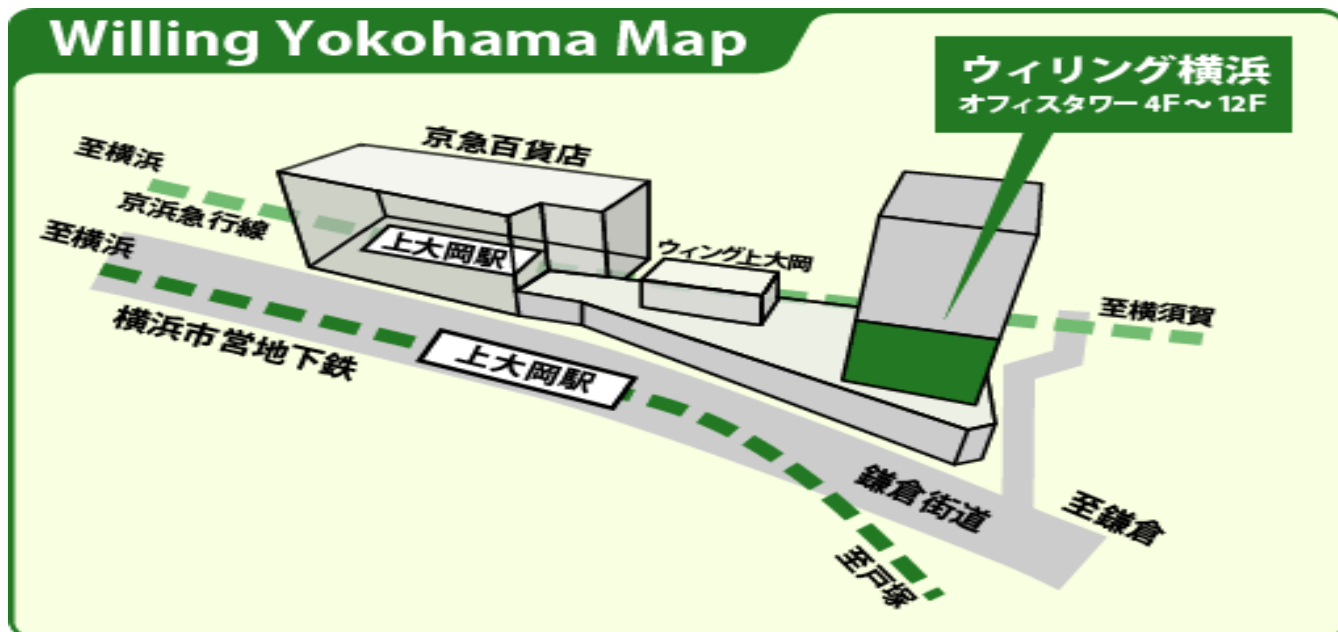 Willing Yokohama Map
ウィリング横浜
オフィスタワー 4F～12F
京急百貨店
至横浜
京浜急行線
至横浜
上大岡駅
ウィング上大岡
至横須賀
横浜市営地下鉄
上大岡駅
鎌倉街道
至鎌倉
至戸塚